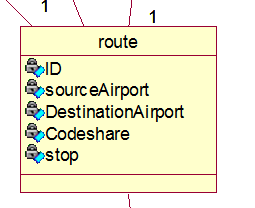 1
1
route
ID
sourceAirport
DestinationAirport
Codeshare
stop